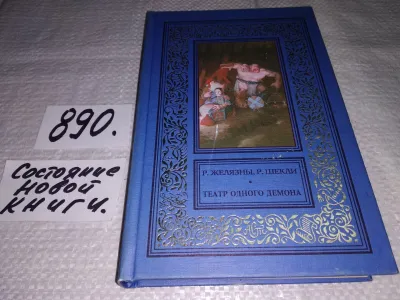 890.
Состояние
новой
книги.
Р. ЖЕЛЯЗНЫ, Р. ШЕКЛИ
ТЕАТР ОДНОГО ДЕМОНА